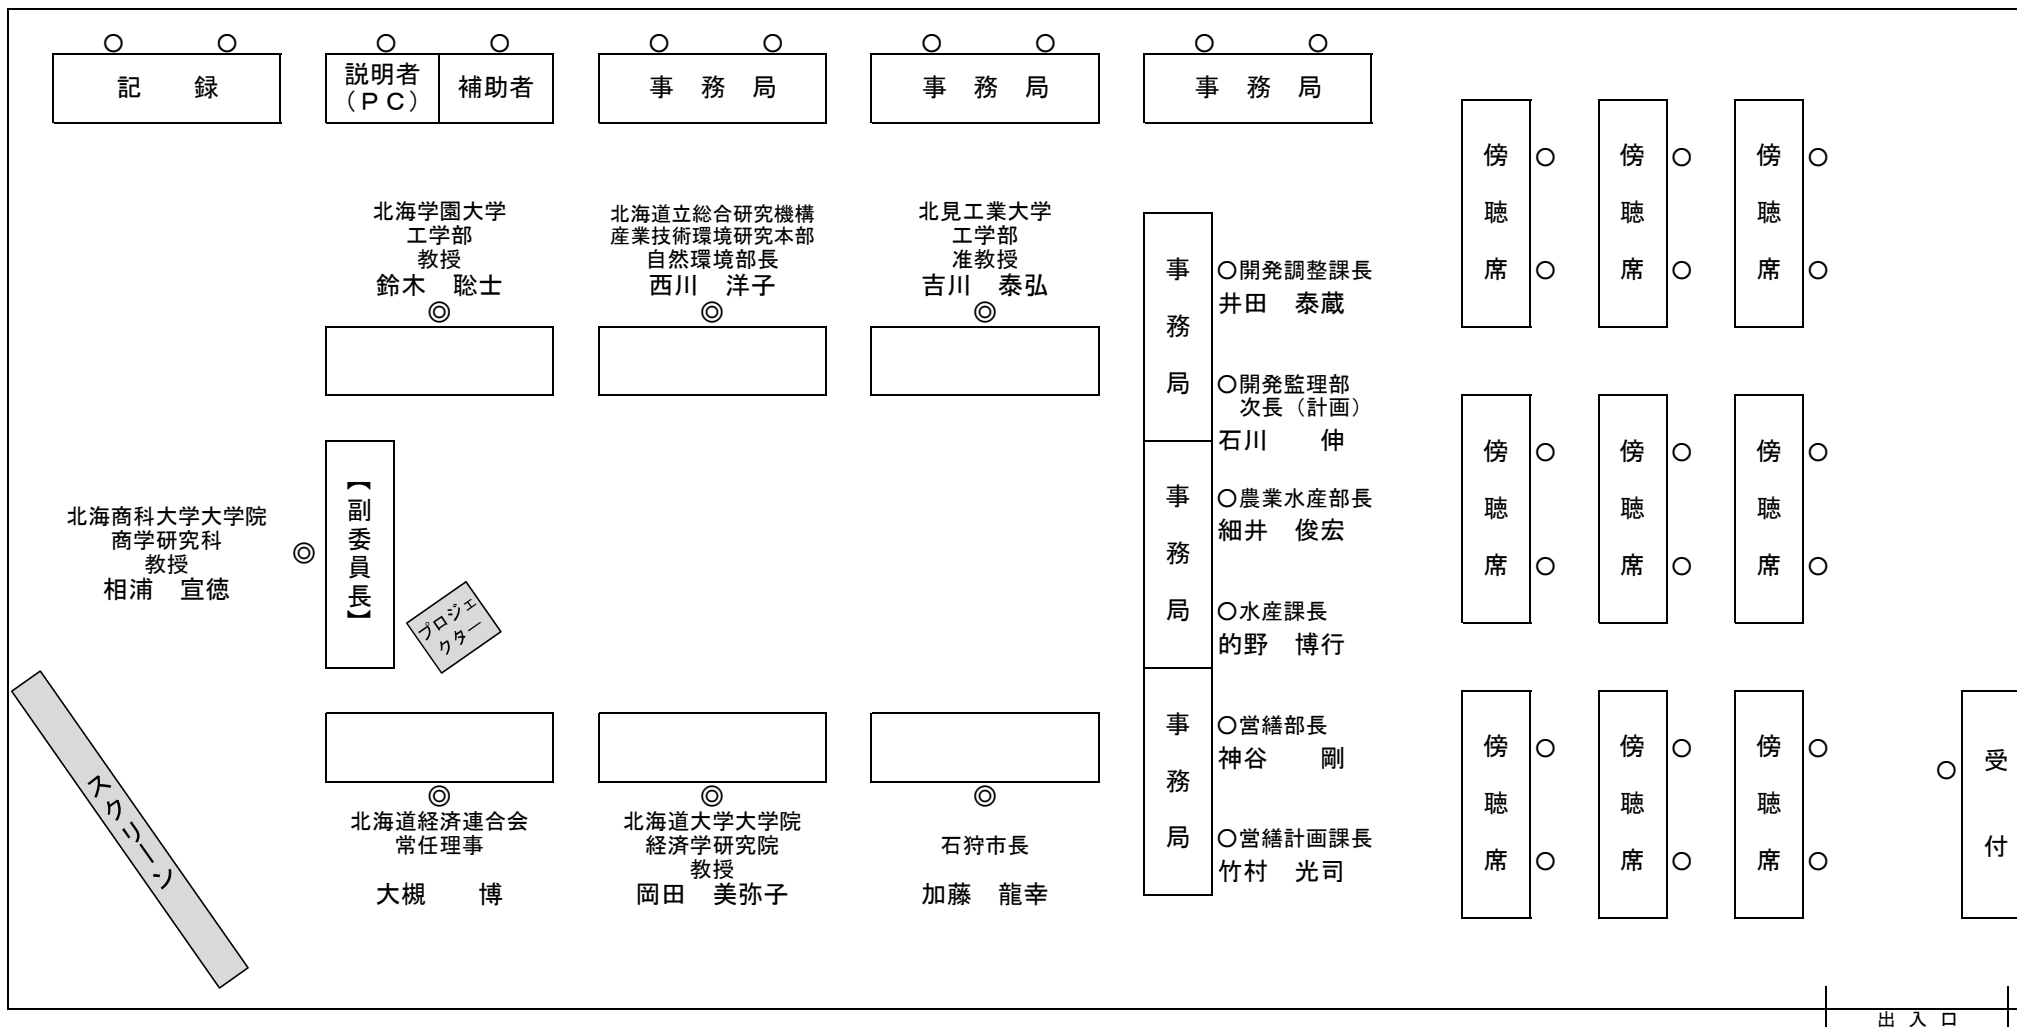 記　録
説明者
（ＰＣ）
補助者
事　務　局
事　務　局
事　務　局
北海学園大学
工学部
教授
鈴木　聡士
北海道立総合研究機構
産業技術環境研究本部
自然環境部長
西川　洋子
北見工業大学
工学部
准教授
吉川　泰弘
事務局
○開発調整課長
井田　泰蔵
○開発監理部
次長（計画）
石川　　伸
事務局
○農業水産部長
細井　俊宏
○水産課長
的野　博行
事務局
○営繕部長
神谷　　剛
○営繕計画課長
竹村　光司
北海商科大学大学院
商学研究科
教授
相浦　宣徳
【副委員長】
プロジェ
クター
スクリーン
北海道経済連合会
常任理事
大槻　　博
北海道大学大学院
経済学研究院
教授
岡田　美弥子
石狩市長
加藤　龍幸
傍聴席
傍聴席
傍聴席
傍聴席
傍聴席
傍聴席
傍聴席
傍聴席
傍聴席
受付
出入口